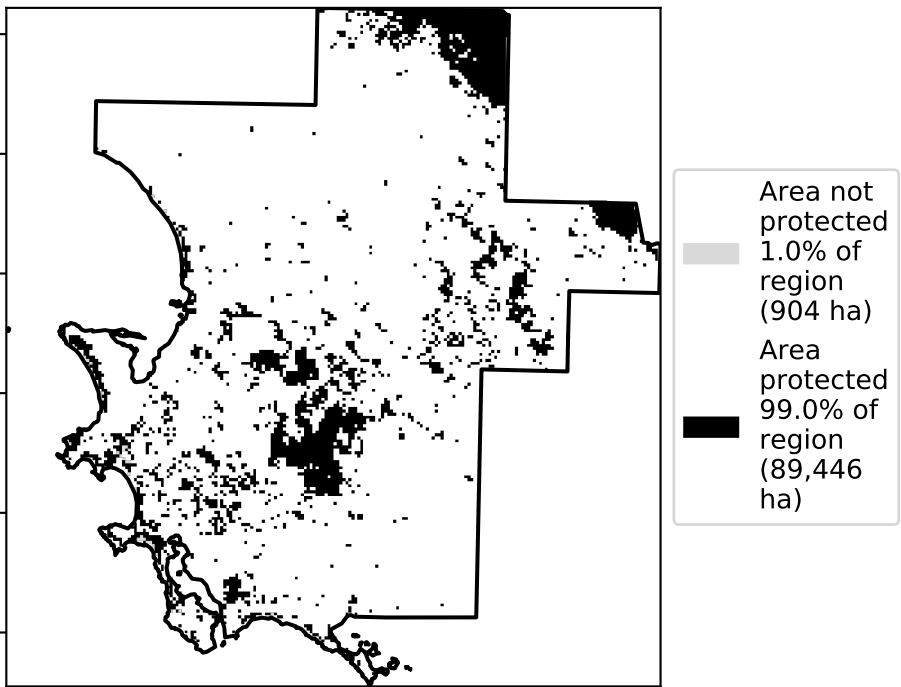 Area not
protected
1.0% of
region
(904 ha)
Area
protected
99.0% of
region
(89,446
ha)